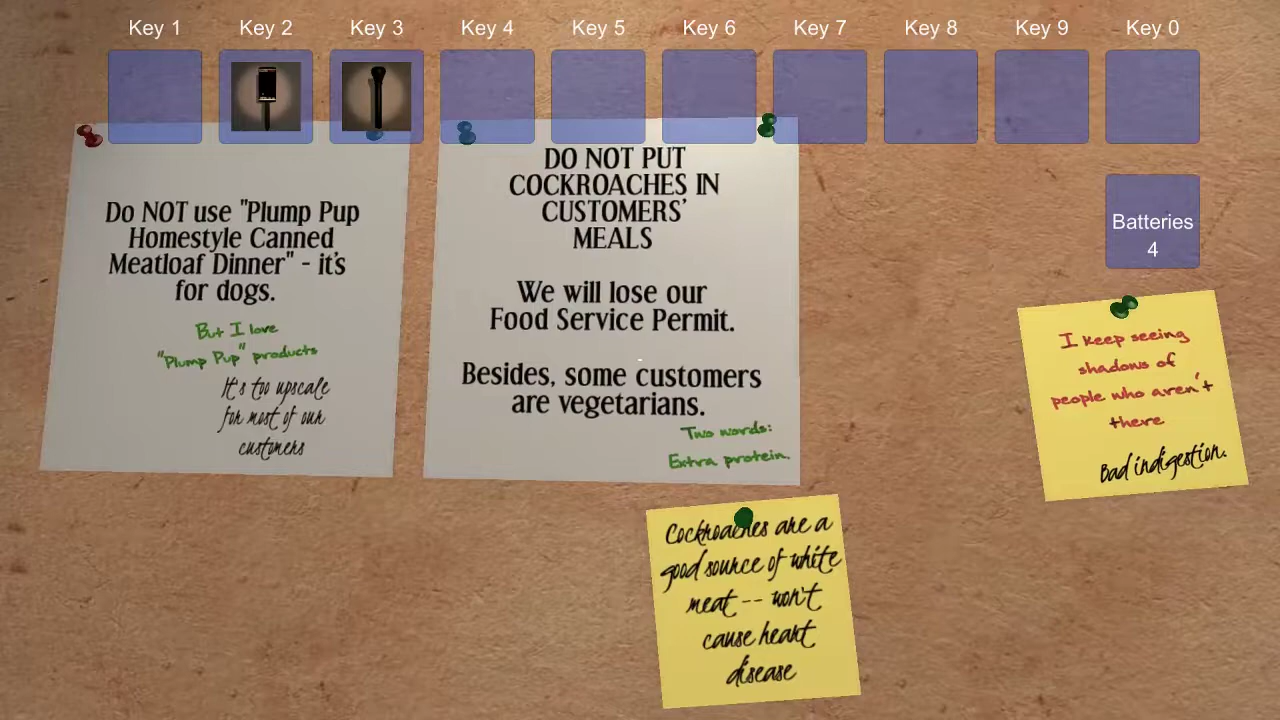 Key 1
Key 2
Key 3
Key 4
Key 5
Key 6
Key 7
Key 8
Key 9
Key 0
Batteries
4
Do NOT use "Plump Pup
Homestyle Canned
Meatloaf Dinner" - it's
for dogs.
But I love
"Plump Pup" products
It's too upscale
for most of our
customers
DO NOT PUT
COCKROACHES IN
CUSTOMERS'
MEALS
We will lose our
Food Service Permit.
Besides, some customers
are vegetarians.
Two words:
Extra protein.
I keep seeing
shadows of
people who aren't
there
Bad indigestion.
Cockroaches are a
good source of white
meat -- won't
cause heart
disease